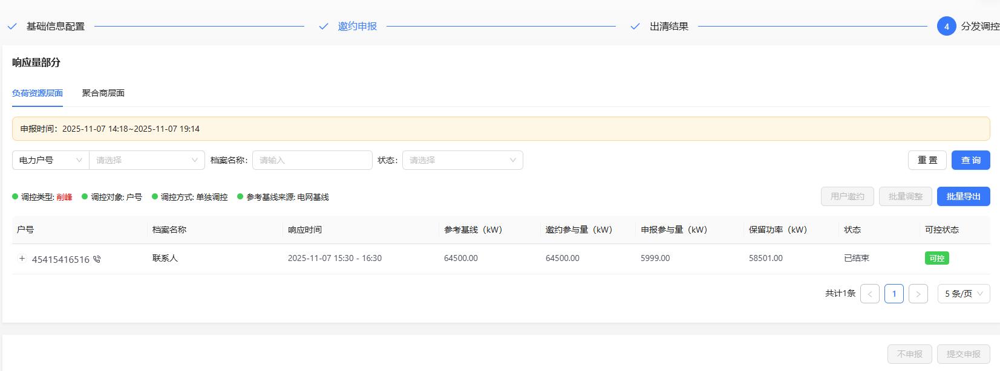 基础信息配置 邀约申报 出清结果 4 分发调控
响应量部分
负荷资源层面 聚合商层面
申报时间：2025-11-07 14:18~2025-11-07 19:14
电力户号 请选择 档案名称： 请输入 状态： 请选择 重 置 查 询
调控类型: 削峰 调控对象: 户号 调控方式: 单独调控 参考基线来源: 电网基线 用户邀约 批量调整 批量导出
户号 档案名称 响应时间 参考基线（kW） 邀约参与量（kW） 申报参与量（kW） 保留功率（kW） 状态 可控状态
45415416516 联系人 2025-11-07 15:30 - 16:30 64500.00 64500.00 5999.00 58501.00 已结束 可控
共计1条 < 1 > 5 条/页
不申报 提交申报